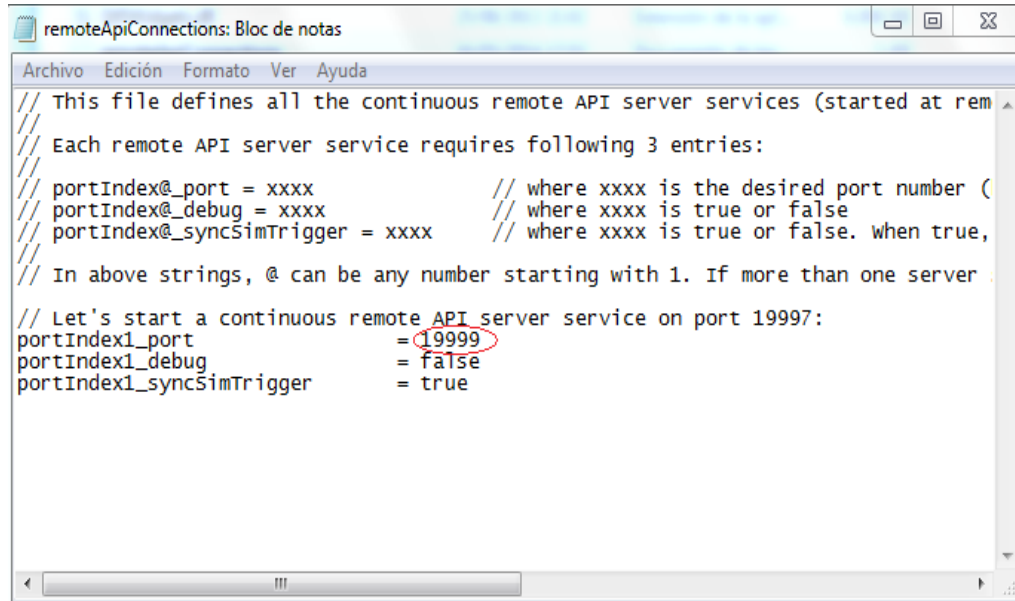 remoteApiConnections: Bloc de notas
Archivo Edición Formato Ver Ayuda
// This file defines all the continuous remote API server services (started at rem
//
// Each remote API server service requires following 3 entries:
//
// portIndex@_port = xxxx // where xxxx is the desired port number (
// portIndex@_debug = xxxx // where xxxx is true or false
// portIndex@_syncSimTrigger = xxxx // where xxxx is true or false. When true,
//
// In above strings, @ can be any number starting with 1. If more than one server
// Let's start a continuous remote API server service on port 19997:
portIndex1_port = 19999
portIndex1_debug = false
portIndex1_syncSimTrigger = true